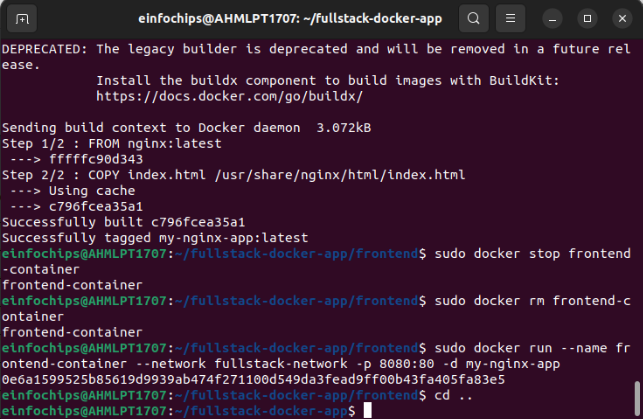 einfochips@AHMLPT1707: ~/fullstack-docker-app
DEPRECATED: The legacy builder is deprecated and will be removed in a future rel
ease.
            Install the buildx component to build images with BuildKit:
            https://docs.docker.com/go/buildx/

Sending build context to Docker daemon  3.072kB
Step 1/2 : FROM nginx:latest
 ---> fffffc90d343
Step 2/2 : COPY index.html /usr/share/nginx/html/index.html
 ---> Using cache
 ---> c796fcea35a1
Successfully built c796fcea35a1
Successfully tagged my-nginx-app:latest
einfochips@AHMLPT1707:~/fullstack-docker-app/frontend$ sudo docker stop frontend
-container
frontend-container
einfochips@AHMLPT1707:~/fullstack-docker-app/frontend$ sudo docker rm frontend-c
ontainer
frontend-container
einfochips@AHMLPT1707:~/fullstack-docker-app/frontend$ sudo docker run --name fr
ontend-container --network fullstack-network -p 8080:80 -d my-nginx-app
0e6a1599525b85619d9939ab474f271100d549da3fead9ff00b43fa405fa83e5
einfochips@AHMLPT1707:~/fullstack-docker-app/frontend$ cd ..
einfochips@AHMLPT1707:~/fullstack-docker-app$